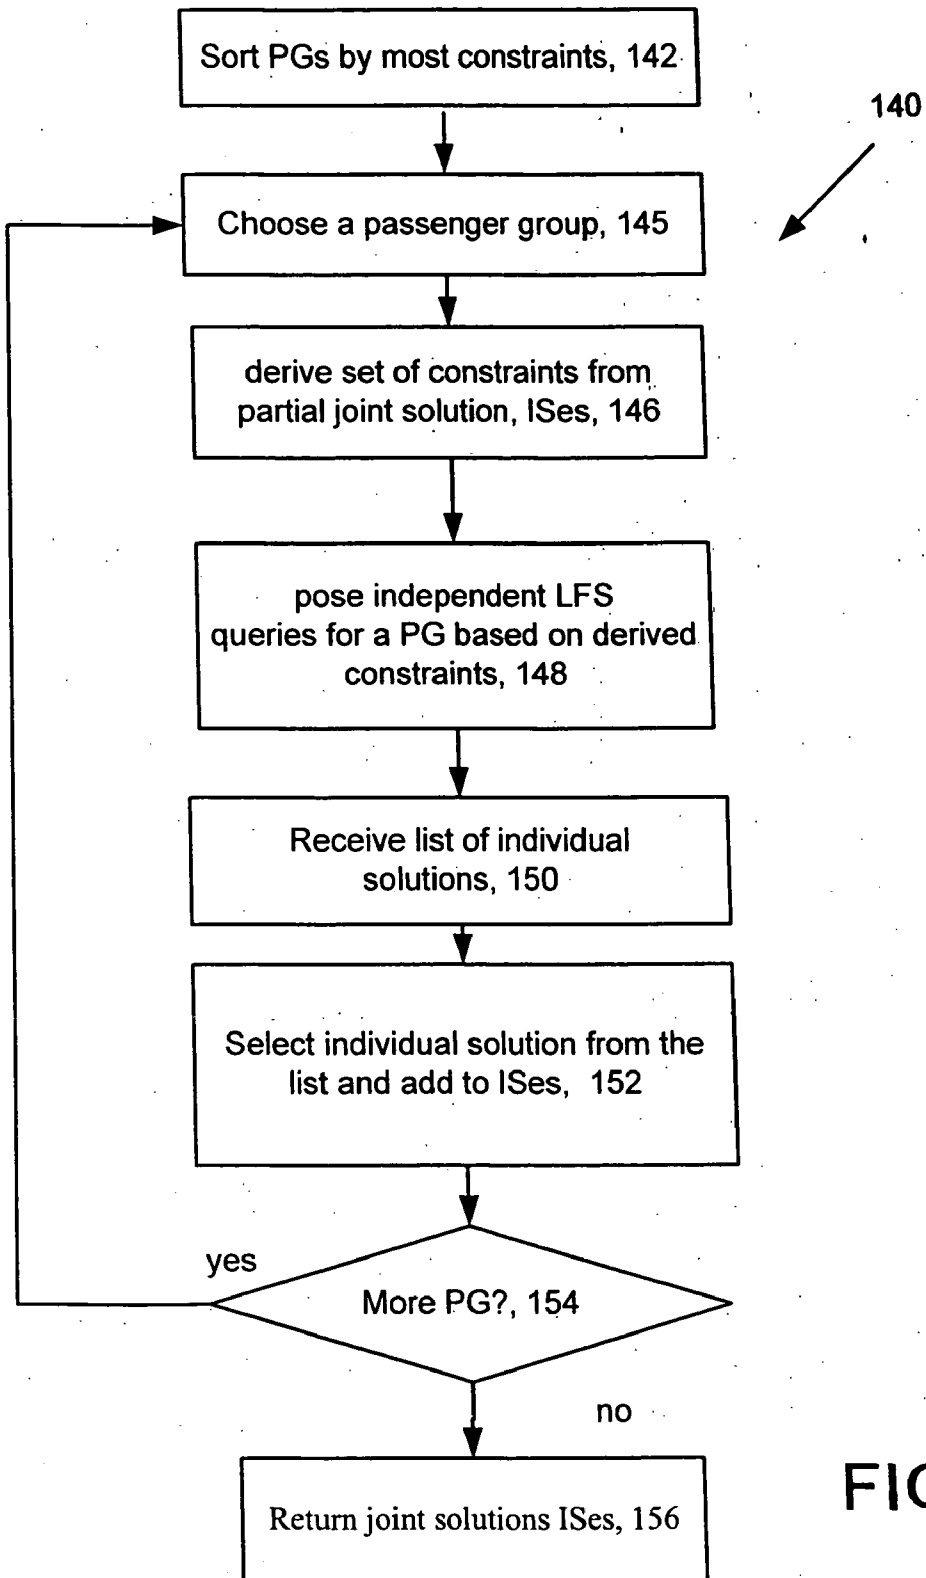 Sort PGs by most constraints, 142
140
Choose a passenger group, 145
derive set of constraints from
partial joint solution, ISes, 146
pose independent LFS
queries for a PG based on derived
constraints, 148
Receive list of individual
solutions, 150
Select individual solution from the
list and add to ISes, 152
yes
More PG?, 154
no
Return joint solutions ISes, 156